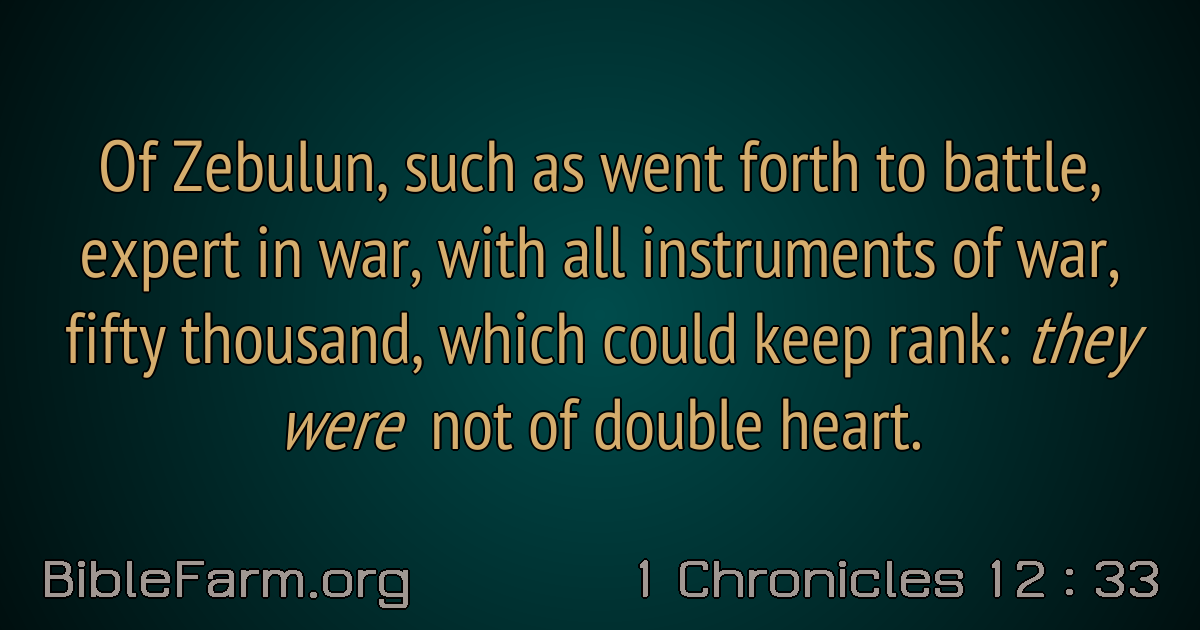 Of Zebulun, such as went forth to battle,
expert in war, with all instruments of war,
fifty thousand, which could keep rank: they
were not of double heart.
BibleFarm.org
1 Chronicles 12 : 33